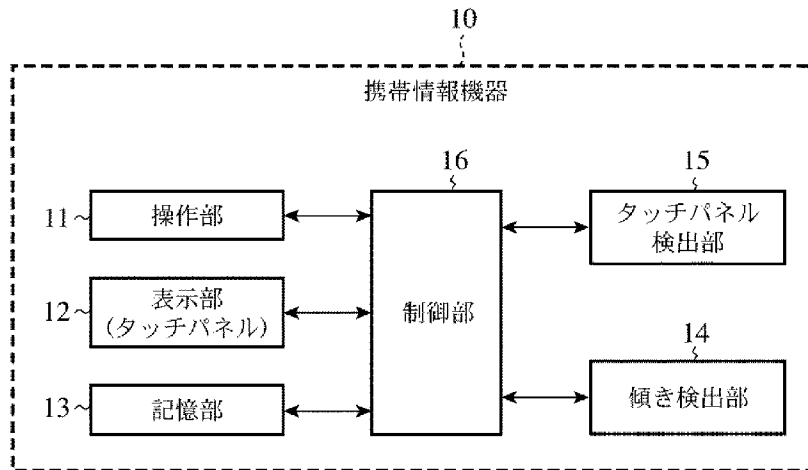 10
携帯情報機器
16
15
11
操作部
タッチパネル
検出部
12
表示部
(タッチパネル)
制御部
14
13
記憶部
傾き検出部